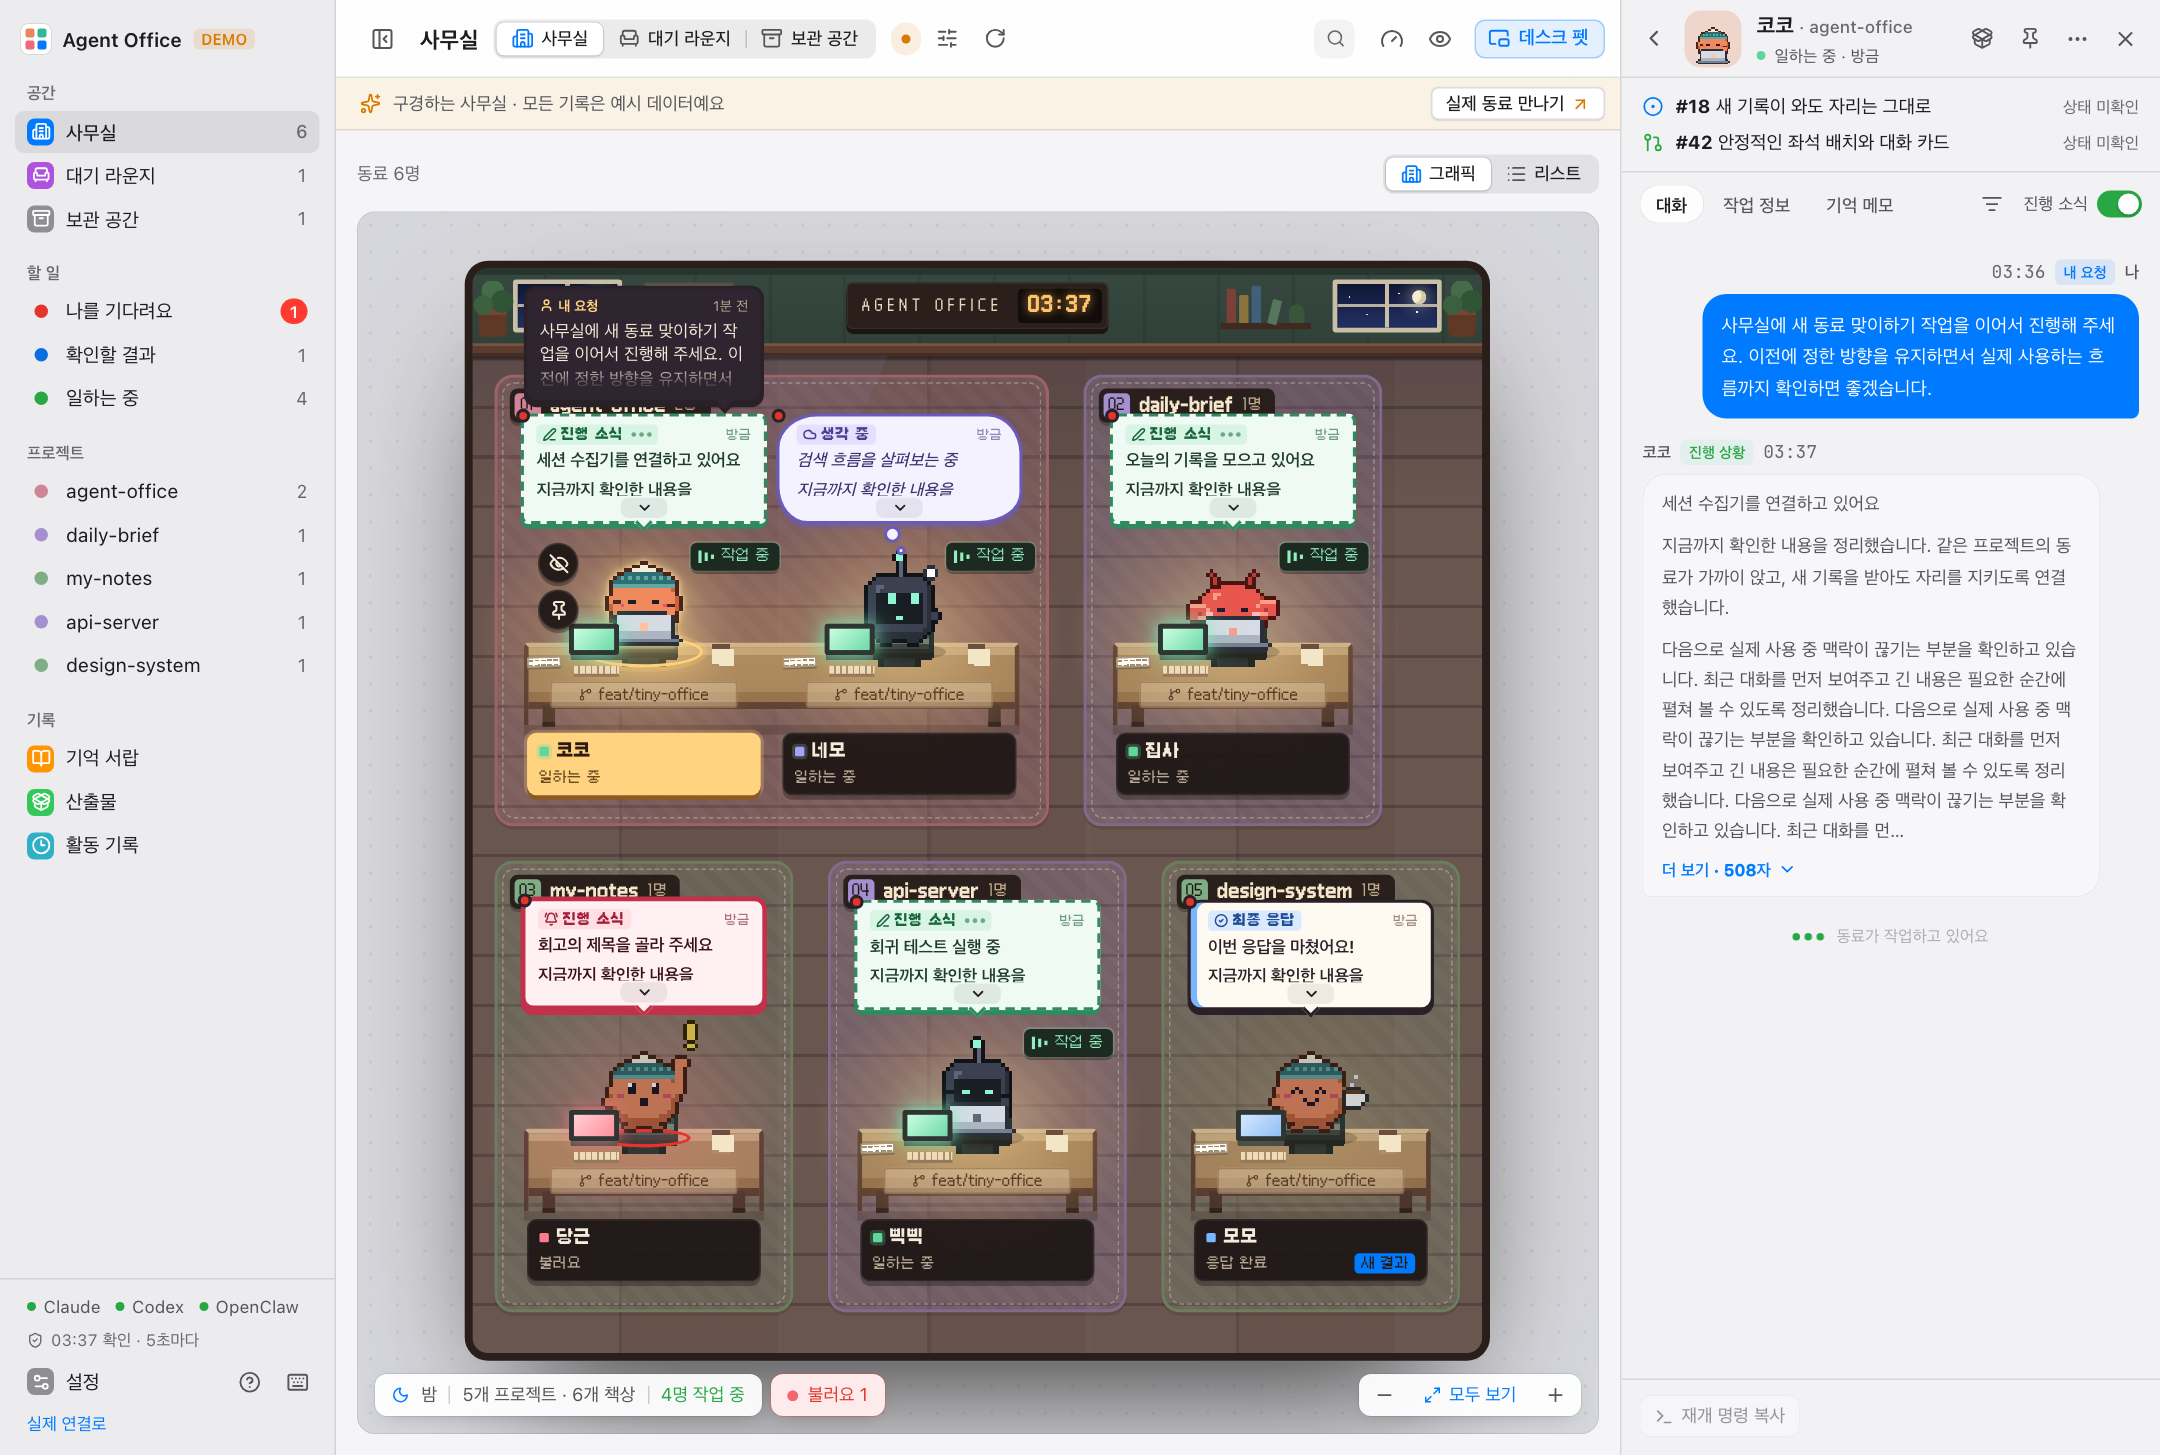 Agent Office DEMO
공간
사무실 6
대기 라운지 1
보관 공간 1
할 일
나를 기다려요 1
확인할 결과 1
일하는 중 4
프로젝트
agent-office 2
daily-brief 1
my-notes 1
api-server 1
design-system 1
기록
기억 서랍
산출물
활동 기록
Claude Codex OpenClaw
03:37 확인 · 5초마다
설정
실제 연결로
사무실 사무실 대기 라운지 보관 공간
데스크 펫
구경하는 사무실 · 모든 기록은 예시 데이터예요
실제 동료 만나기
동료 6명
그래픽 리스트
AGENT OFFICE 03:37
내 요청 1분 전
사무실에 새 동료 맞이하기 작
업을 이어서 진행해 주세요. 이
전에 정한 방향을 유지하면서
진행 소식 방금
세션 수집기를 연결하고 있어요
지금까지 확인한 내용을
생각 중 방금
검색 흐름을 살펴보는 중
지금까지 확인한 내용을
작업 중
작업 중
feat/tiny-office
feat/tiny-office
코코
일하는 중
네모
일하는 중
02 daily-brief 1명
진행 소식 방금
오늘의 기록을 모으고 있어요
지금까지 확인한 내용을
작업 중
feat/tiny-office
집사
일하는 중
03 my-notes 1명
진행 소식 방금
회고의 제목을 골라 주세요
지금까지 확인한 내용을
feat/tiny-office
당근
불러요
04 api-server 1명
진행 소식 방금
회귀 테스트 실행 중
지금까지 확인한 내용을
작업 중
feat/tiny-office
삑삑
일하는 중
05 design-system 1명
최종 응답 방금
이번 응답을 마쳤어요!
지금까지 확인한 내용을
feat/tiny-office
모모
응답 완료 새 결과
밤 5개 프로젝트 · 6개 책상 4명 작업 중
불러요 1
모두 보기
코코 · agent-office
일하는 중 · 방금
#18 새 기록이 와도 자리는 그대로 상태 미확인
#42 안정적인 좌석 배치와 대화 카드 상태 미확인
대화 작업 정보 기억 메모 진행 소식
03:36 내 요청 나
사무실에 새 동료 맞이하기 작업을 이어서 진행해 주세
요. 이전에 정한 방향을 유지하면서 실제 사용하는 흐
름까지 확인하면 좋겠습니다.
코코 진행 상황 03:37
세션 수집기를 연결하고 있어요
지금까지 확인한 내용을 정리했습니다. 같은 프로젝트의 동
료가 가까이 앉고, 새 기록을 받아도 자리를 지키도록 연결
했습니다.
다음으로 실제 사용 중 맥락이 끊기는 부분을 확인하고 있습
니다. 최근 대화를 먼저 보여주고 긴 내용은 필요한 순간에
펼쳐 볼 수 있도록 정리했습니다. 다음으로 실제 사용 중 맥
락이 끊기는 부분을 확인하고 있습니다. 최근 대화를 먼저
보여주고 긴 내용은 필요한 순간에 펼쳐 볼 수 있도록 정리
했습니다. 다음으로 실제 사용 중 맥락이 끊기는 부분을 확
인하고 있습니다. 최근 대화를 먼...
더 보기 · 508자
동료가 작업하고 있어요
재개 명령 복사